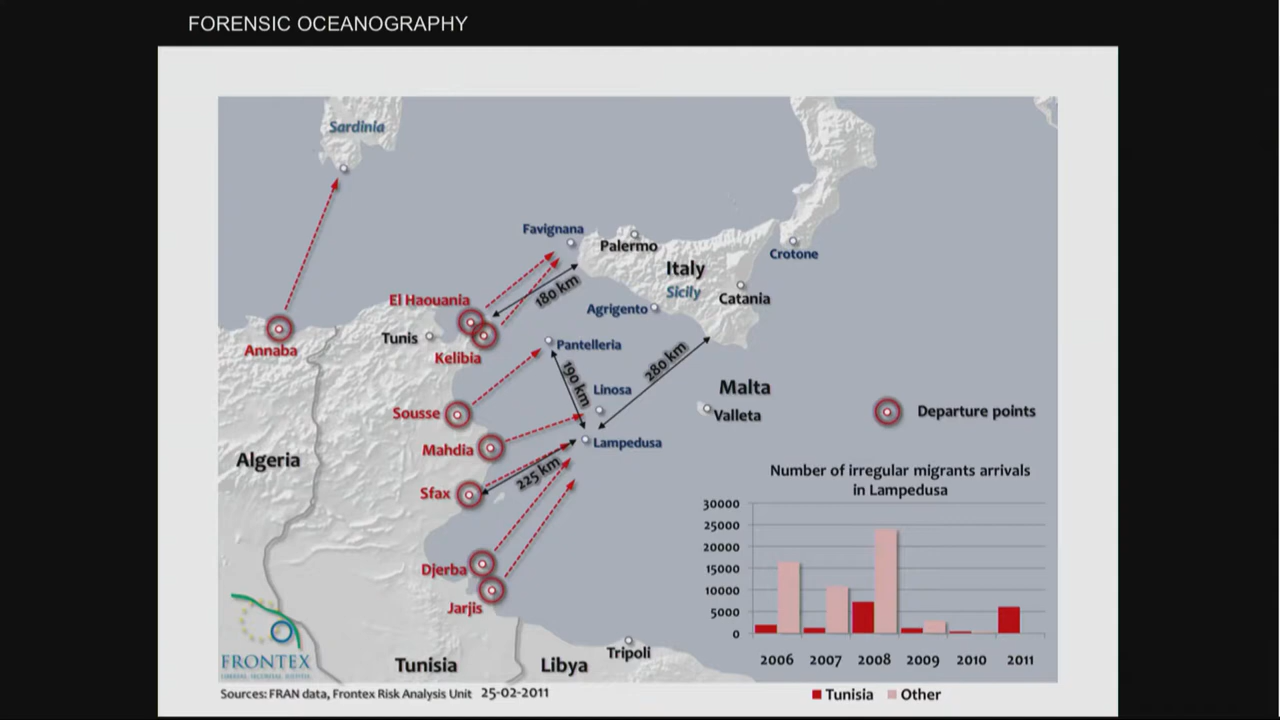 FORENSIC OCEANOGRAPHY
Sardinia
Favignana
Palermo
Italy
Crotone
Sicily
Catania
180 km
El Haouania
Agrigento
Annaba
Tunis
Kelibia
Pantelleria
280 km
190 km
Linosa
Malta
Valleta
Departure points
Sousse
Mahdia
Lampedusa
Algeria
Sfax
225 km
Number of irregular migrants arrivals
in Lampedusa
30000
25000
20000
15000
10000
5000
0
2006 2007 2008 2009 2010 2011
Tunisia Other
Djerba
Jarjis
Tripoli
FRONTEX
Tunisia
Libya
Sources: FRAN data, Frontex Risk Analysis Unit 25-02-2011